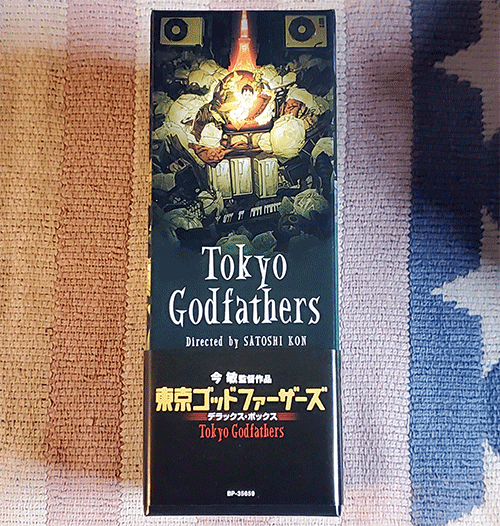 Tokyo
Godfathers
Directed by SATOSHI KON
今 敏監督作品
東京ゴッドファーザーズ
デラックス・ボックス
Tokyo Godfathers
BP-35659